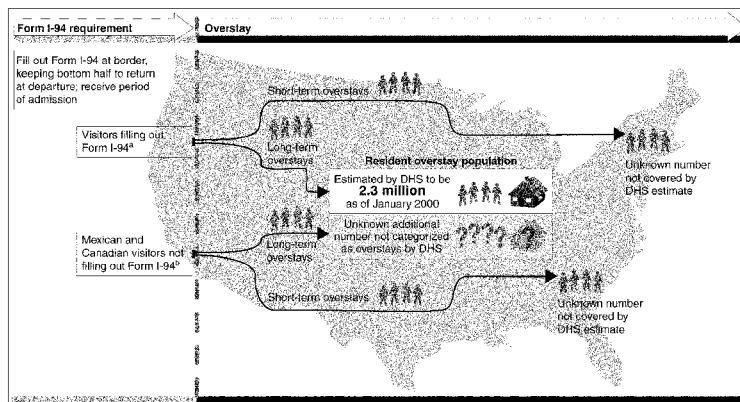 Form I-94 requirement
Overstay
Fill out Form I-94 at border,
keeping bottom half to return
at departure; receive period
of admission
Visitors filling out
Form I-94a
Short-term overstays
Long-term
overstays
Resident overstay population
Estimated by DHS to be
2.3 million
as of January 2000
Unknown number
not covered by
DHS estimate
Mexican and
Canadian visitors not
filling out Form I-94b
Long-term
overstays
Unknown additional
number not categorized
as overstays by DHS
????
Short-term overstays
Unknown number
not covered by
DHS estimate